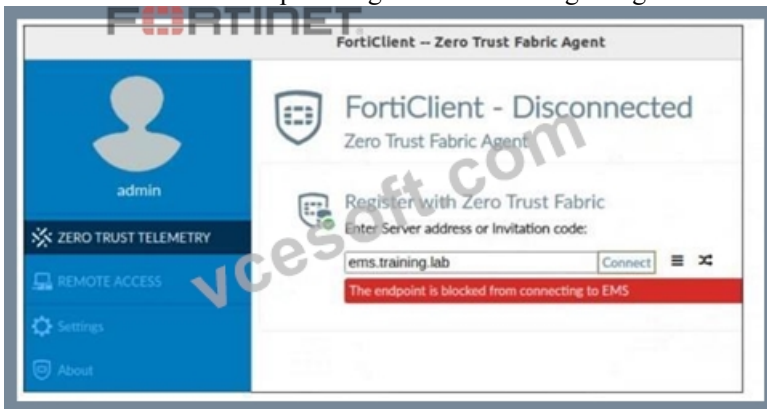 FORTINET
FortiClient -- Zero Trust Fabric Agent
FortiClient - Disconnected
Zero Trust Fabric Agent
admin
Register with Zero Trust Fabric
Enter Server address or Invitation code:
ZERO TRUST TELEMETRY
ems.training.lab Connect
REMOTE ACCESS
The endpoint is blocked from connecting to EMS
Settings
About
vcesoft.com